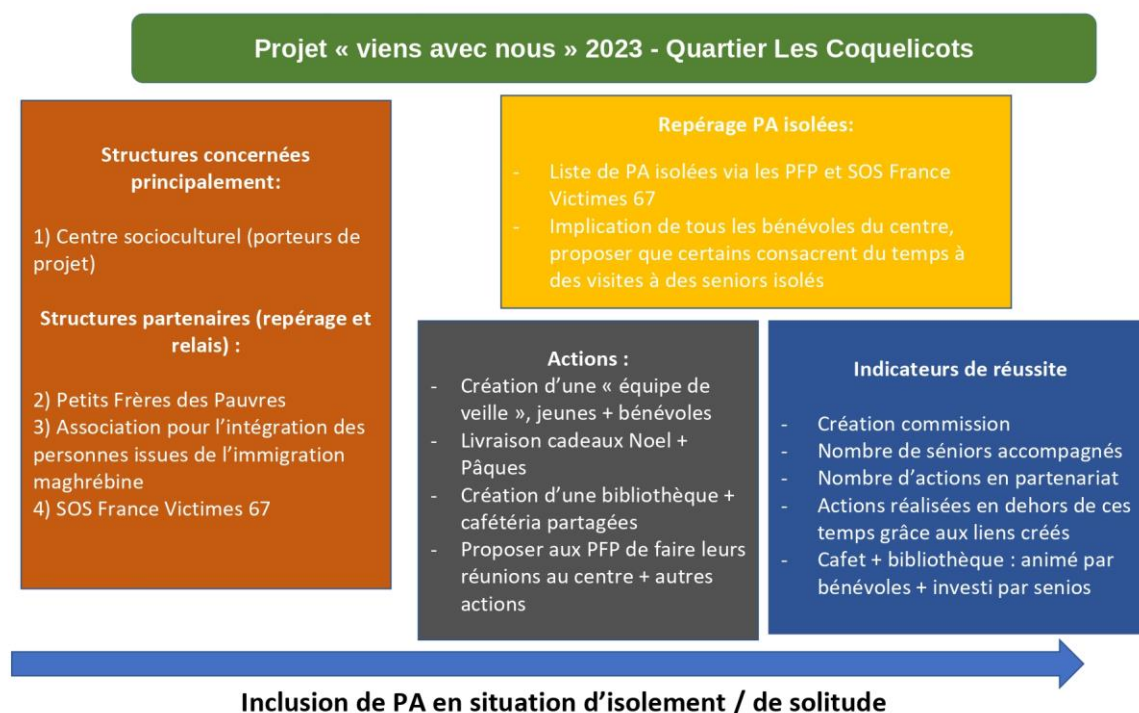 Projet « viens avec nous » 2023 - Quartier Les Coquelicots
Structures concernées
principalement:
1) Centre socioculturel (porteurs de
projet)
Structures partenaires (repérage et
relais) :
2) Petits Frères des Pauvres
3) Association pour l’intégration des
personnes issues de l’immigration
maghrébine
4) SOS France Victimes 67
Repérage PA isolées:
- Liste de PA isolées via les PFP et SOS France
Victimes 67
- Implication de tous les bénévoles du centre,
proposer que certains consacrent du temps à
des visites à des seniors isolés
Actions :
- Création d’une « équipe de
veille », jeunes + bénévoles
- Livraison cadeaux Noel +
Pâques
- Création d’une bibliothèque +
cafétéria partagées
- Proposer aux PFP de faire leurs
réunions au centre + autres
actions
Indicateurs de réussite
- Création commission
- Nombre de séniors accompagnés
- Nombre d’actions en partenariat
- Actions réalisées en dehors de ces
temps grâce aux liens créés
- Cafet + bibliothèque : animé par
bénévoles + investi par senios
Inclusion de PA en situation d’isolement / de solitude